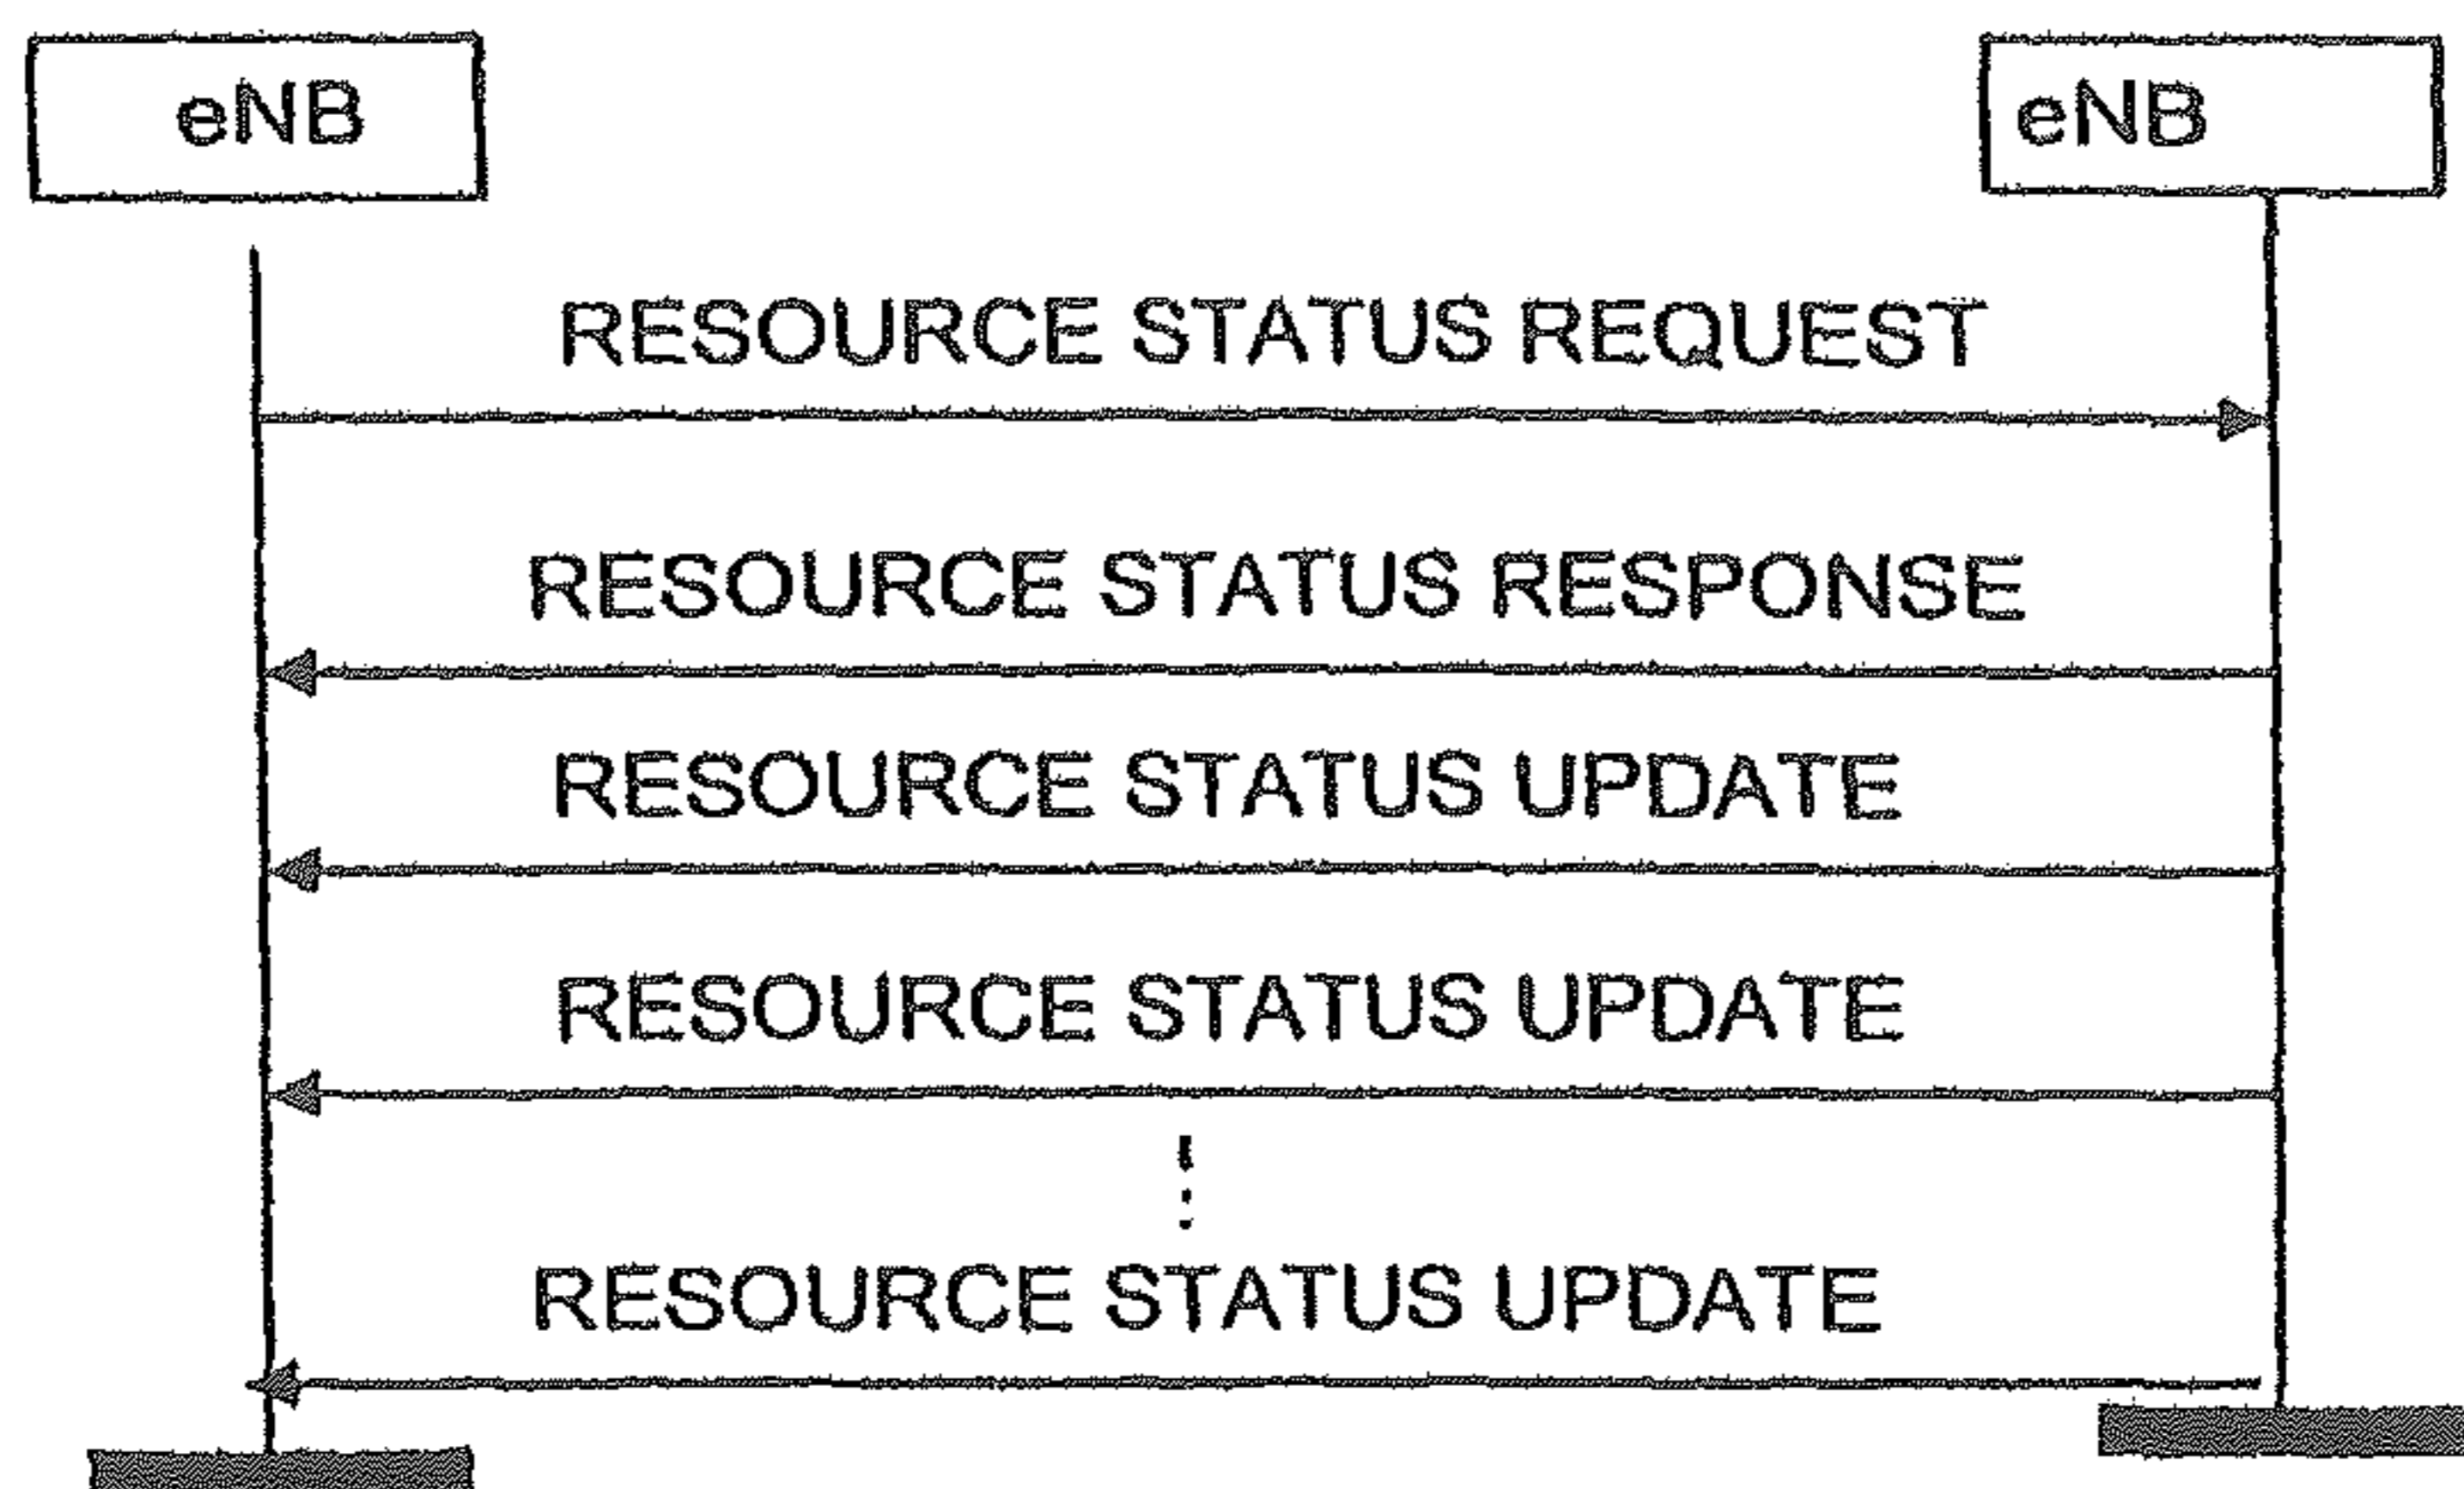 eNB
eNB
RESOURCE STATUS REQUEST
RESOURCE STATUS RESPONSE
RESOURCE STATUS UPDATE
RESOURCE STATUS UPDATE
RESOURCE STATUS UPDATE